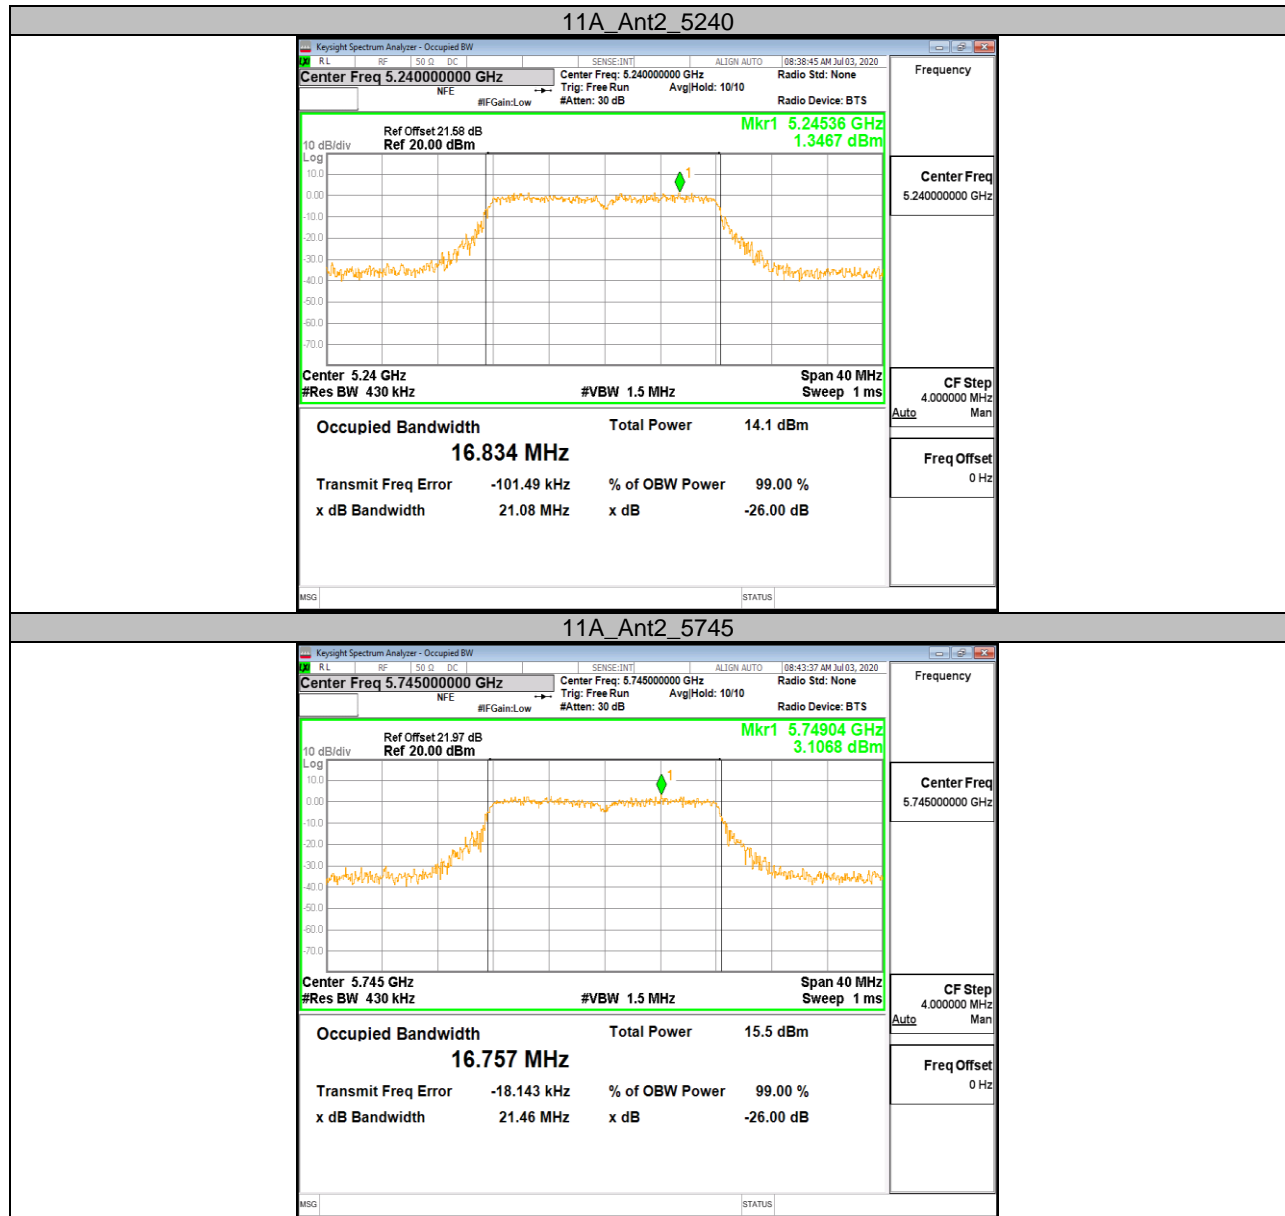 11A_Ant2_5240
Keysight Spectrum Analyzer - Occupied BW
LXI RL RF 50 Ω DC SENSE:INT ALIGN AUTO 08:38:45 AM Jul 03, 2020
Center Freq 5.240000000 GHz
NFE
#IFGain:Low
Center Freq: 5.240000000 GHz
Trig: Free Run Avg|Hold: 10/10
#Atten: 30 dB
Radio Std: None
Radio Device: BTS
Frequency
Ref Offset 21.58 dB
10 dB/div Ref 20.00 dBm
Mkr1 5.24536 GHz
1.3467 dBm
Log
10.0
0.00
-10.0
-20.0
-30.0
-40.0
-50.0
-60.0
-70.0
1
Center 5.24 GHz Span 40 MHz
#Res BW 430 kHz #VBW 1.5 MHz Sweep 1 ms
Occupied Bandwidth Total Power 14.1 dBm
16.834 MHz
Transmit Freq Error -101.49 kHz % of OBW Power 99.00 %
x dB Bandwidth 21.08 MHz x dB -26.00 dB
Center Freq
5.240000000 GHz
CF Step
4.000000 MHz
Auto Man
Freq Offset
0 Hz
MSG STATUS
11A_Ant2_5745
Keysight Spectrum Analyzer - Occupied BW
LXI RL RF 50 Ω DC SENSE:INT ALIGN AUTO 08:43:37 AM Jul 03, 2020
Center Freq 5.745000000 GHz
NFE
#IFGain:Low
Center Freq: 5.745000000 GHz
Trig: Free Run Avg|Hold: 10/10
#Atten: 30 dB
Radio Std: None
Radio Device: BTS
Frequency
Ref Offset 21.97 dB
10 dB/div Ref 20.00 dBm
Mkr1 5.74904 GHz
3.1068 dBm
Log
10.0
0.00
-10.0
-20.0
-30.0
-40.0
-50.0
-60.0
-70.0
1
Center 5.745 GHz Span 40 MHz
#Res BW 430 kHz #VBW 1.5 MHz Sweep 1 ms
Occupied Bandwidth Total Power 15.5 dBm
16.757 MHz
Transmit Freq Error -18.143 kHz % of OBW Power 99.00 %
x dB Bandwidth 21.46 MHz x dB -26.00 dB
Center Freq
5.745000000 GHz
CF Step
4.000000 MHz
Auto Man
Freq Offset
0 Hz
MSG STATUS